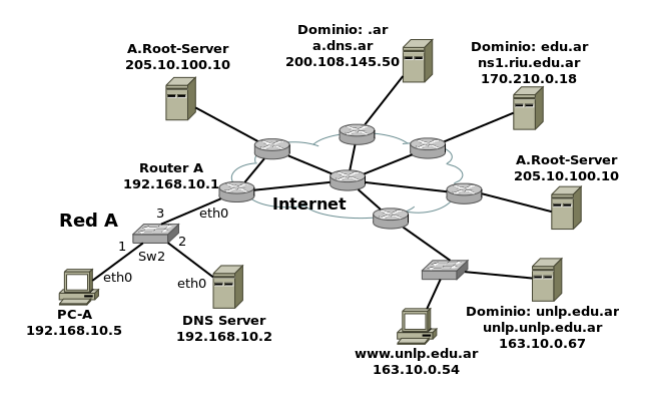 Dominio: .ar
a.dns.ar
200.108.145.50
A.Root-Server
205.10.100.10
Dominio: edu.ar
ns1.riu.edu.ar
170.210.0.18
Router A
192.168.10.1
A.Root-Server
205.10.100.10
Internet
eth0
Red A
3
1
2
Sw2
eth0
eth0
PC-A
192.168.10.5
DNS Server
192.168.10.2
Dominio: unlp.edu.ar
unlp.unlp.edu.ar
163.10.0.67
www.unlp.edu.ar
163.10.0.54